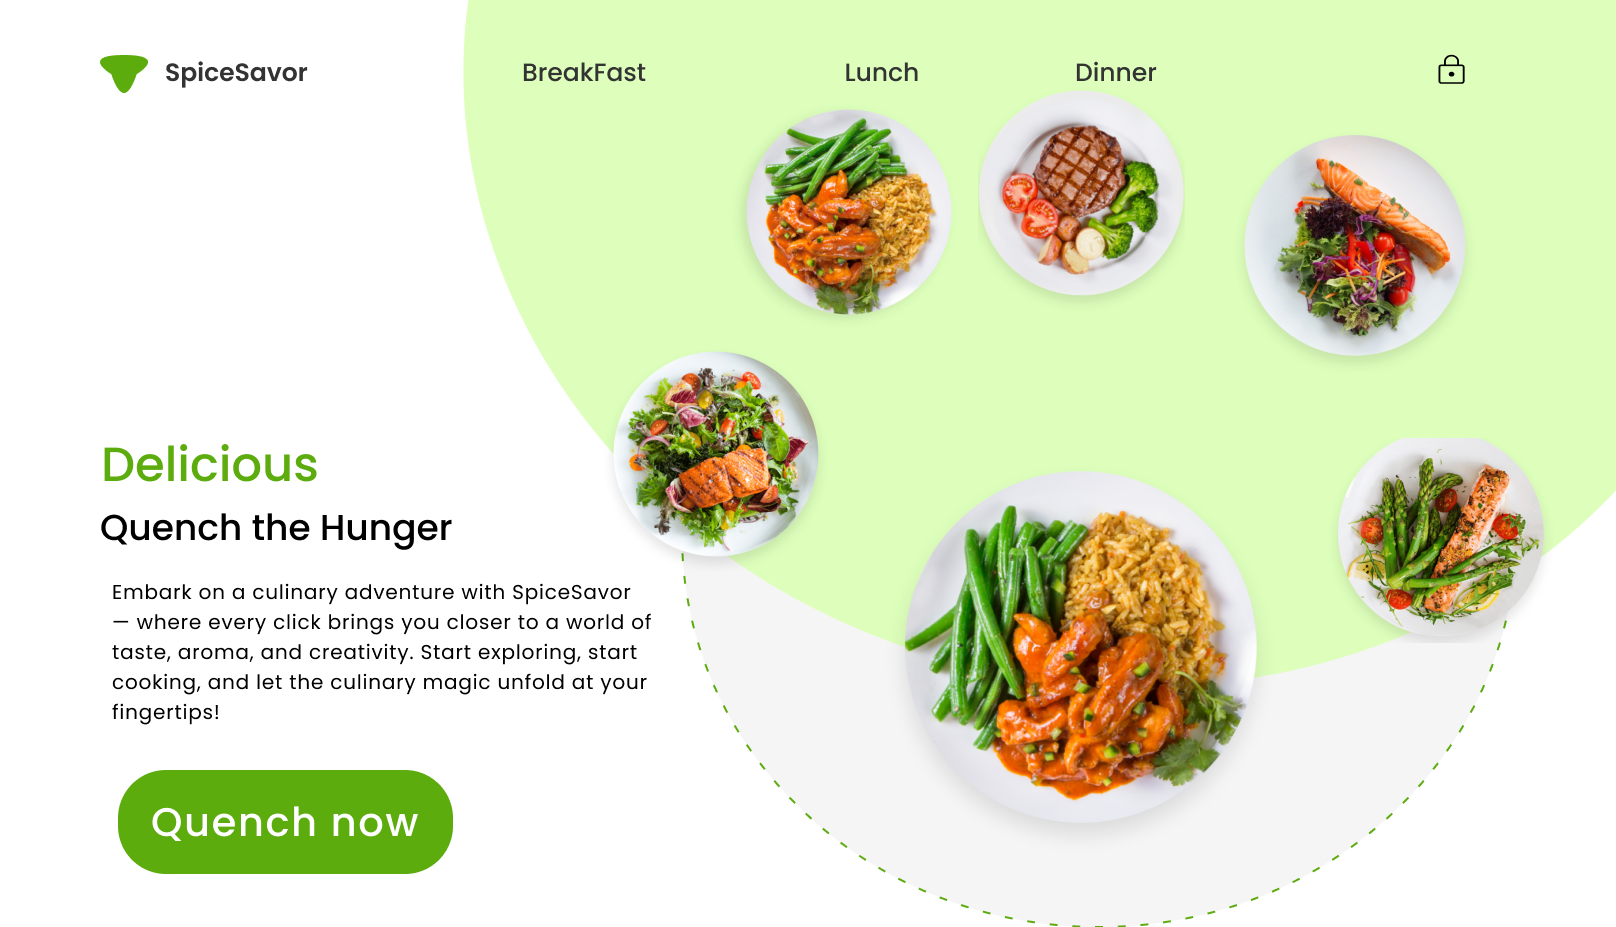 SpiceSavor
BreakFast
Lunch
Dinner
Delicious
Quench the Hunger
Embark on a culinary adventure with SpiceSavor
— where every click brings you closer to a world of
taste, aroma, and creativity. Start exploring, start
cooking, and let the culinary magic unfold at your
fingertips!
Quench now